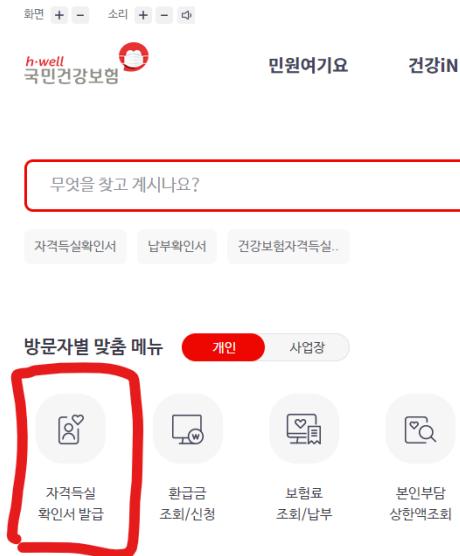 화면 + - 소리 + -
h·well
국민건강보험
민원여기요 건강iN
무엇을 찾고 계시나요?
자격득실확인서 납부확인서 건강보험자격득실..
방문자별 맞춤 메뉴 개인 사업장
자격득실
확인서 발급
환급금
조회/신청
보험료
조회/납부
본인부담
상한액조회